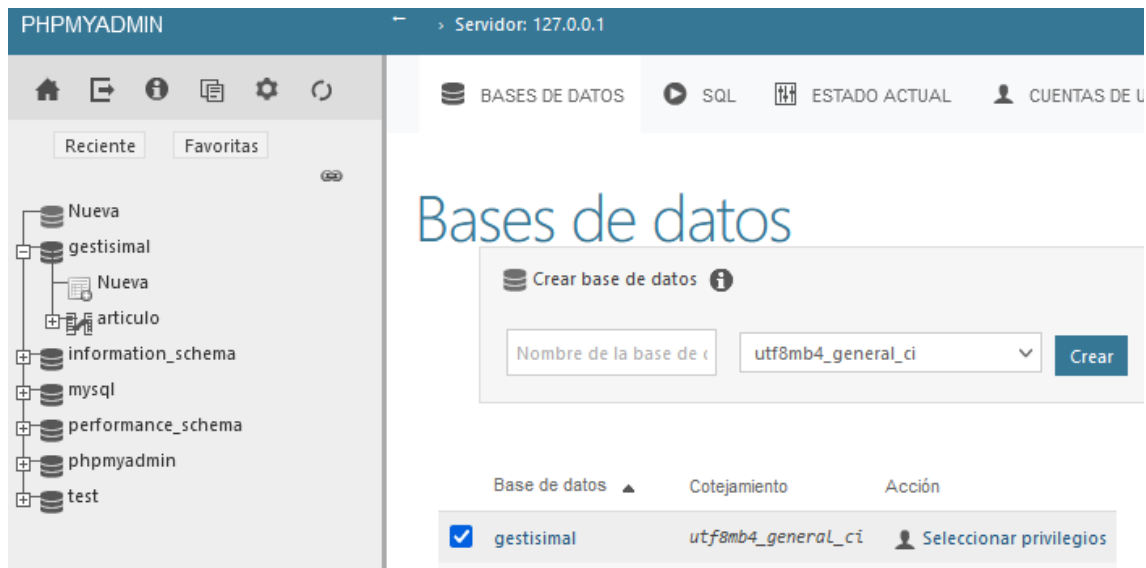 PHPMYADMIN
Servidor: 127.0.0.1
BASES DE DATOS SQL ESTADO ACTUAL CUENTAS DE U
Reciente Favoritas
Nueva
gestisimal
Nueva
articulo
information_schema
mysql
performance_schema
phpmyadmin
test
Bases de datos
Crear base de datos
Nombre de la base de utf8mb4_general_ci Crear
Base de datos Cotejamiento Acción
gestisimal utf8mb4_general_ci Seleccionar privilegios